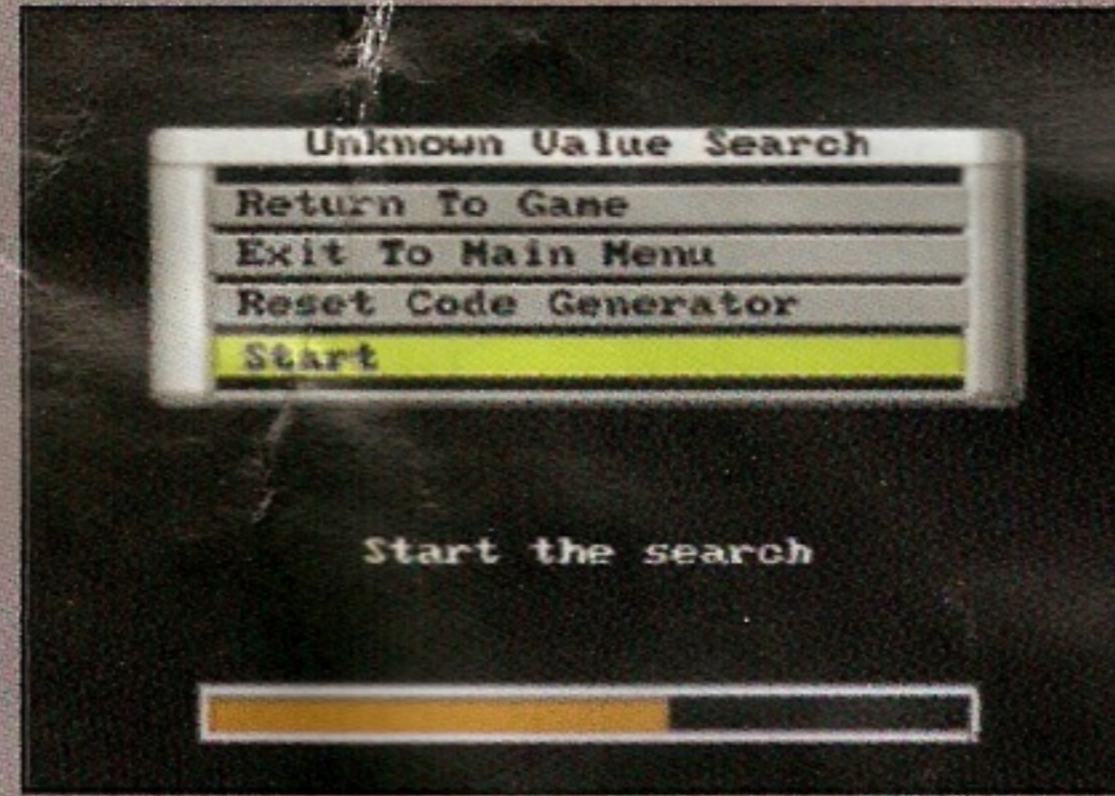 Unknown Value Search
Return To Game
Exit To Main Menu
Reset Code Generator
Start
Start the search